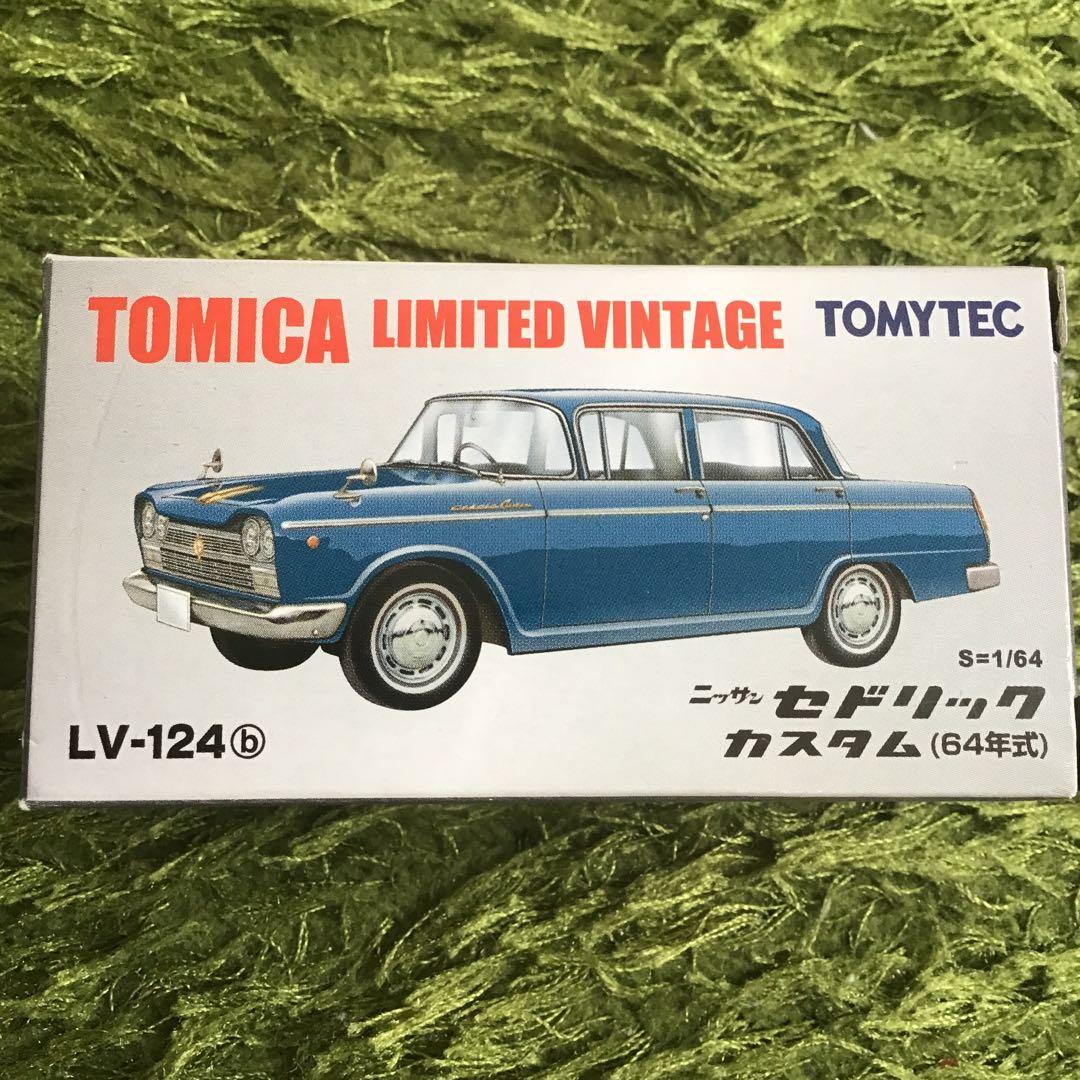 TOMICA LIMITED VINTAGE TOMYTEC
S=1/64
ニッサン セドリック
カスタム(64年式)
LV-124ⓑ